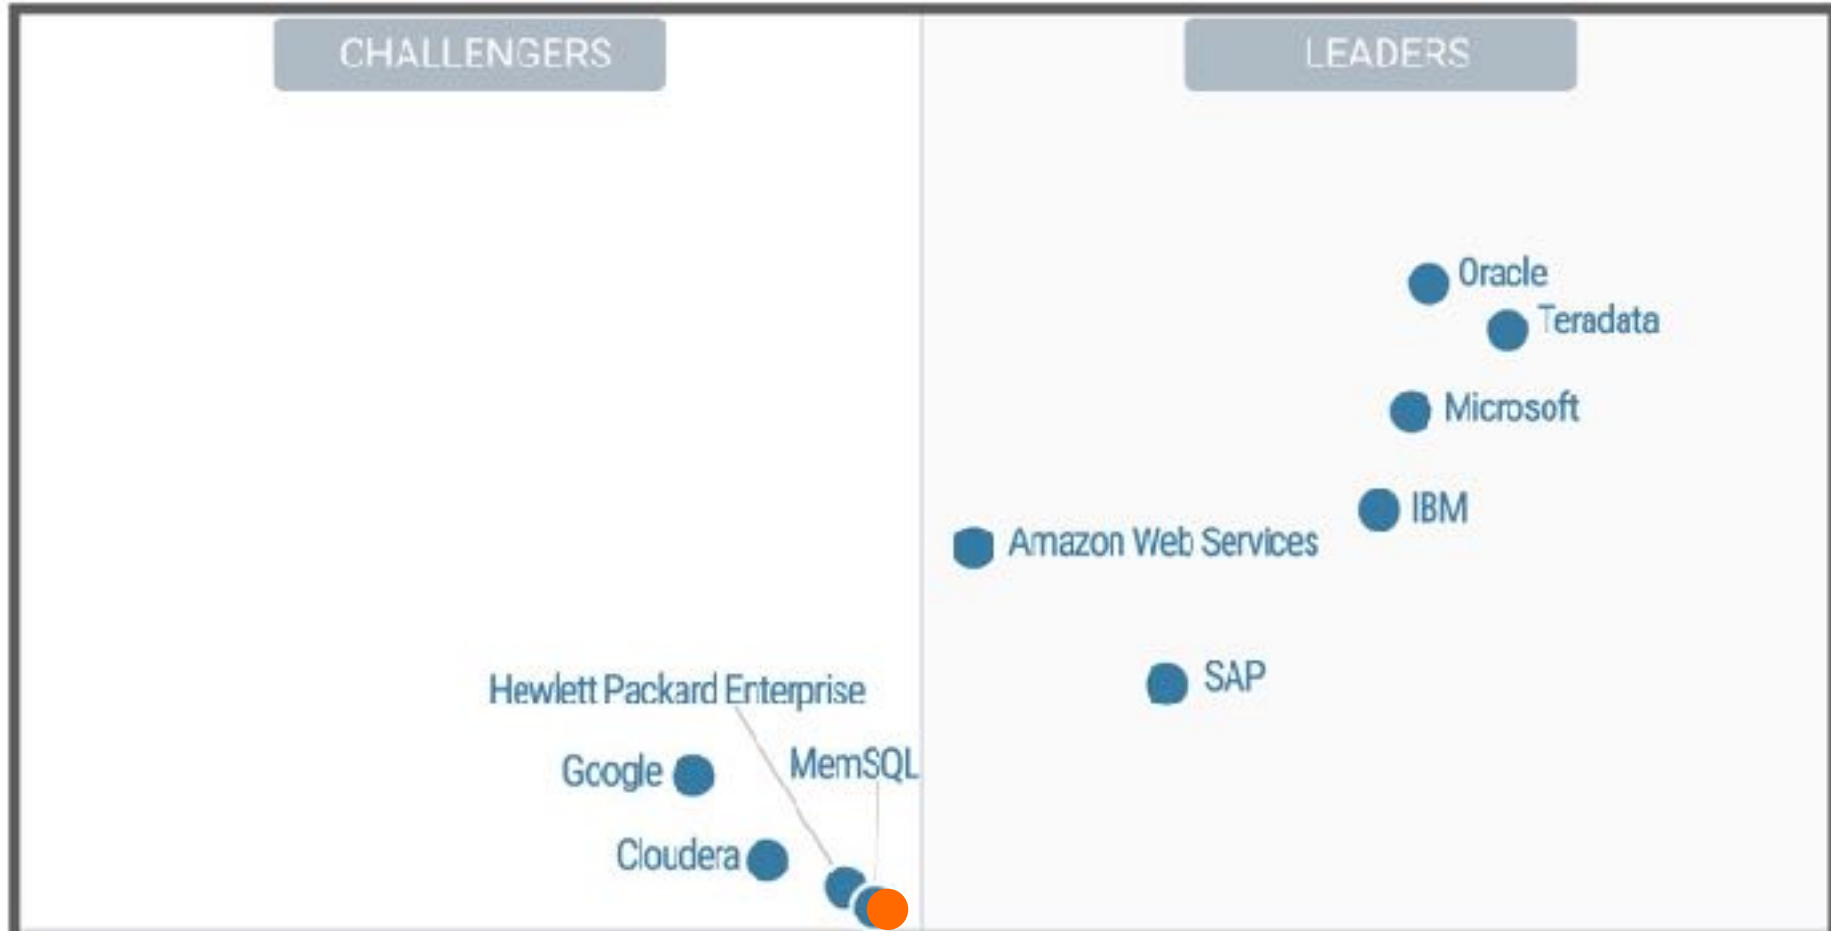 CHALLENGERS
LEADERS
Oracle
Teradata
Microsoft
IBM
Amazon Web Services
SAP
Hewlett Packard Enterprise
Google
MemSQL
Cloudera